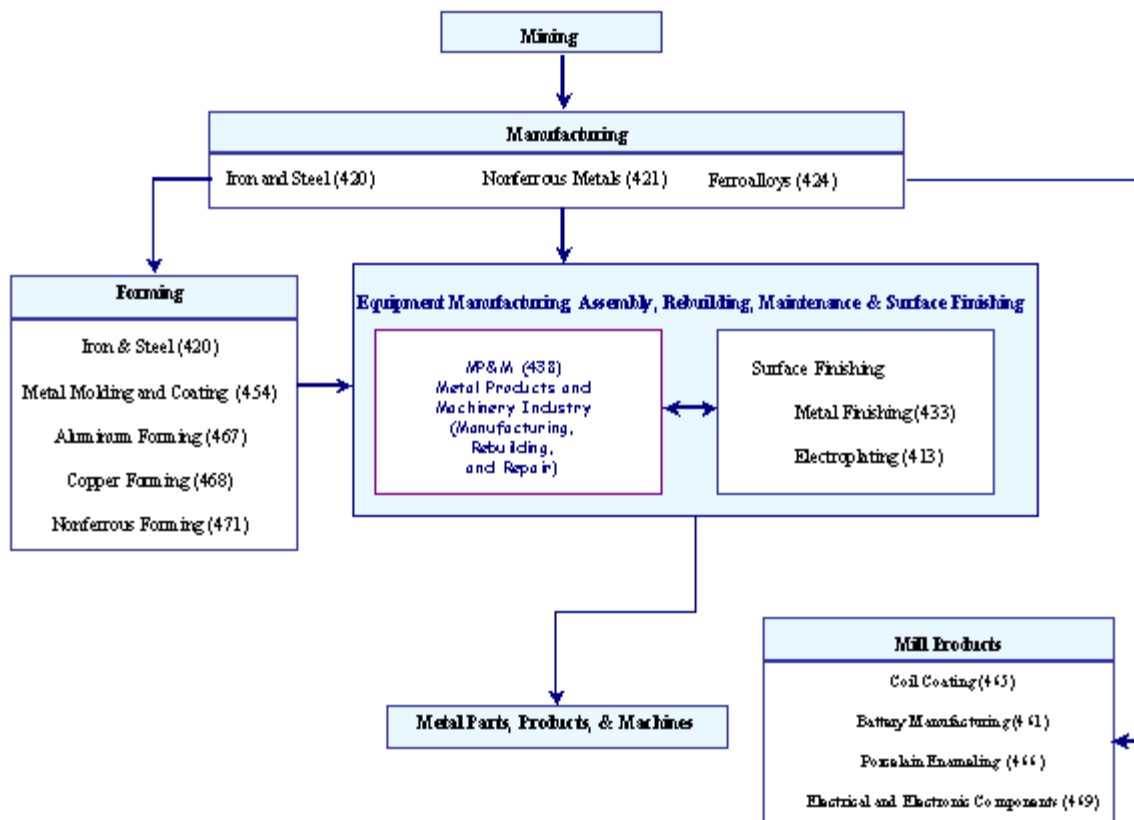 Mining
Manufacturing
Iron and Steel (420)
Nonferrous Metals (421)
Ferroalloys (424)
Forming
Iron & Steel (420)
Metal Molding and Coating (454)
Aluminum Forming (467)
Copper Forming (468)
Nonferrous Forming (471)
Equipment Manufacturing, Assembly, Rebuilding, Maintenance & Surface Finishing
MP&M (438)
Metal Products and
Machinery Industry
(Manufacturing,
Rebuilding,
and Repair)
Surface Finishing
Metal Finishing (433)
Electroplating (413)
Metal Parts, Products, & Machines
Mill Products
Coil Coating (465)
Battery Manufacturing (461)
Porcelain Enameling (466)
Electrical and Electronic Components (469)